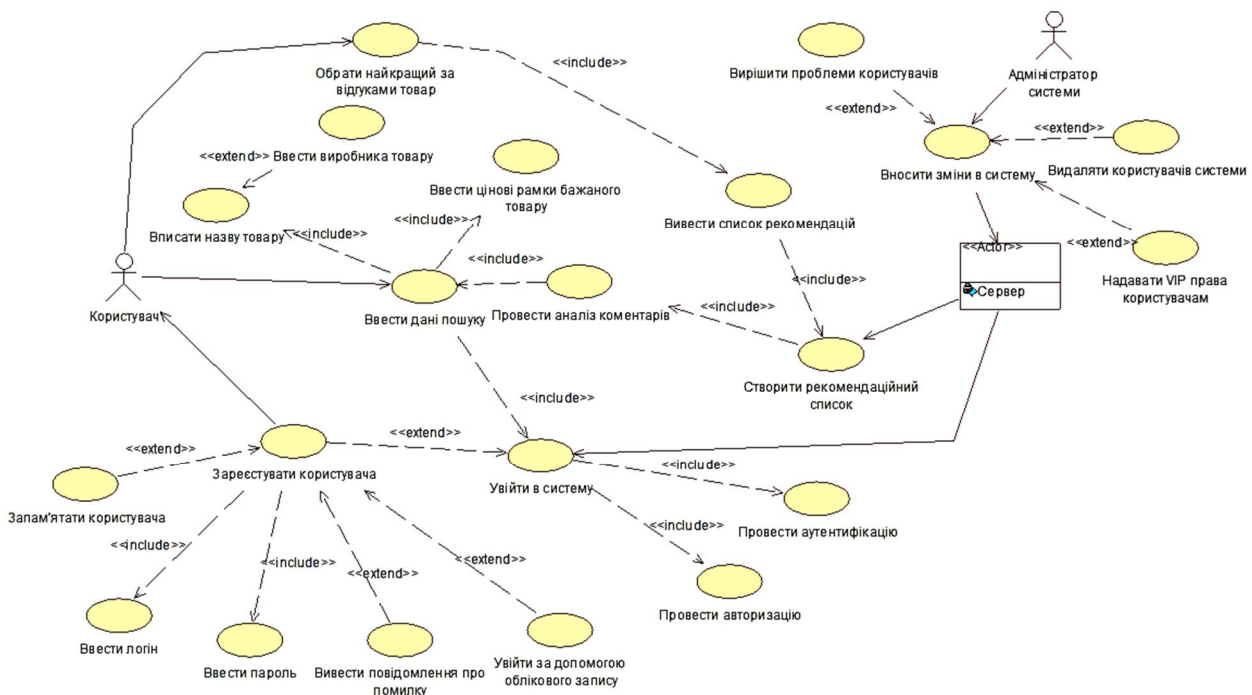 <<include>>
Обрати найкращий за
відгуками товар
Вирішити проблеми користувачів
Адміністратор
системи
<<extend>>
<<extend>>
Видаляти користувачів системи
Вносити зміни в систему
<<extend>>
Ввести виробника товару
Ввести цінові рамки бажаного
товару
Вписати назву товару
<<include>>
<<include>>
Вивести список рекомендацій
<<Actor>>
Сервер
<<extend>>
Надавати VIP права
користувачам
<<include>>
<<include>>
Користувач
Ввести дані пошуку
Провести аналіз коментарів
<<include>>
Створити рекомендаційний
список
<<include>>
<<extend>>
<<extend>>
Зареєстувати користувача
Увійти в систему
<<include>>
Запам'ятати користувача
Провести аутентифікацію
<<include>>
<<include>>
<<include>>
<<extend>>
<<extend>>
Провести авторизацію
Ввести логін
Ввести пароль
Вивести повідомлення про
помилку
Увійти за допомогою
облікового запису